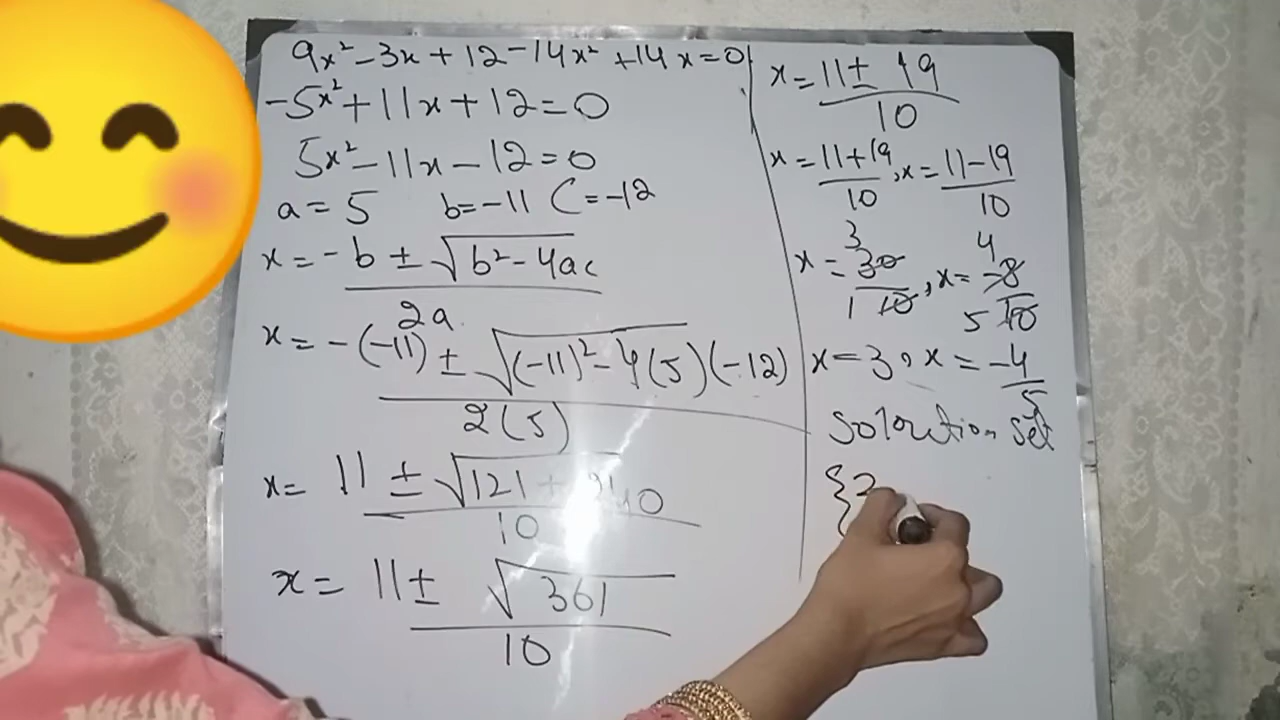 9x² - 3x + 12 - 14x² + 14x = 0
-5x² + 11x + 12 = 0
5x² - 11x - 12 = 0
a = 5 b = -11 C = -12
x = -b ± √b² - 4ac
2a
x = -(-11) ± √(-11)² - 4(5)(-12)
2(5)
x = 11 ± √121 + 240
10
x = 11 ± √361
10
x = 11 ± 19
10
x = 11+19, x = 11-19
10 10
3 4
x = 30, x = -8
1 10 5 10
x = 3, x = -4
5
Solution set
{3